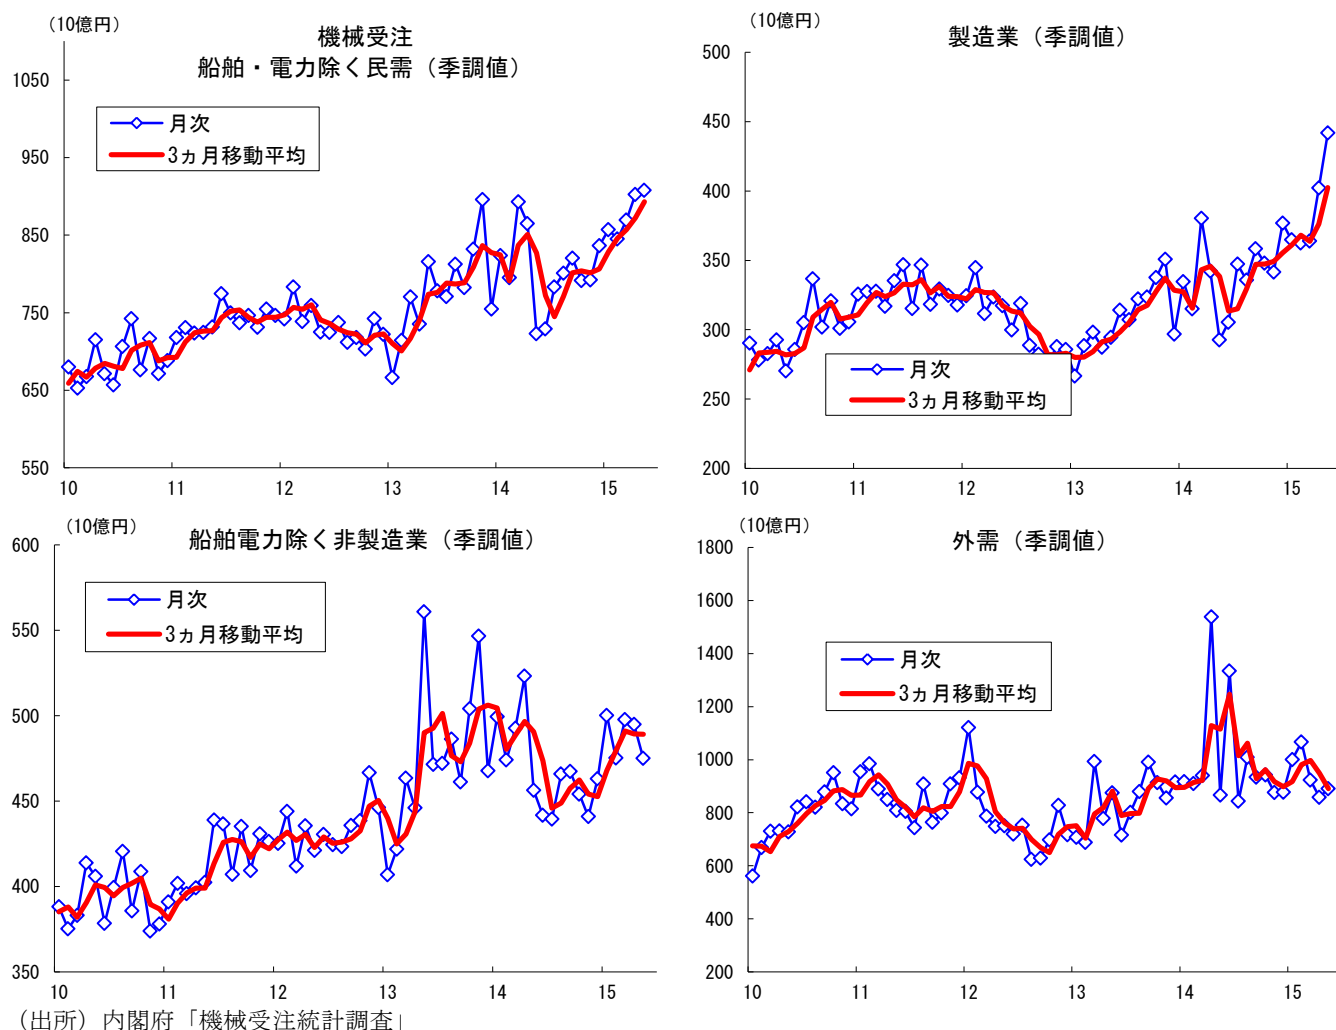 （10億円）
機械受注
船舶・電力除く民需（季調値）
1050
950
850
750
650
550
月次
3ヵ月移動平均
10 11 12 13 14 15
（10億円）
製造業（季調値）
500
450
400
350
300
250
200
月次
3ヵ月移動平均
10 11 12 13 14 15
（10億円）
船舶電力除く非製造業（季調値）
600
550
500
450
400
350
月次
3ヵ月移動平均
10 11 12 13 14 15
（10億円）
外需（季調値）
1800
1600
1400
1200
1000
800
600
400
200
月次
3ヵ月移動平均
10 11 12 13 14 15
（出所）内閣府「機械受注統計調査」